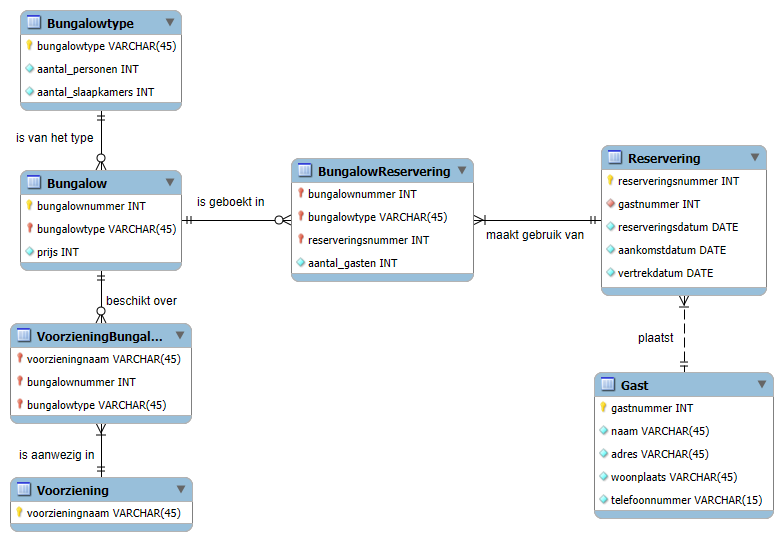 Bungalowtype
bungalowtype VARCHAR(45)
aantal_personen INT
aantal_slaapkamers INT
is van het type
Bungalow
bungalownummer INT
bungalowtype VARCHAR(45)
prijs INT
is geboekt in
BungalowReservering
bungalownummer INT
bungalowtype VARCHAR(45)
reserveringsnummer INT
aantal_gasten INT
maakt gebruik van
Reservering
reserveringsnummer INT
gastnummer INT
reserveringsdatum DATE
aankomstdatum DATE
vertrekdatum DATE
beschikt over
VoorzieningBungal...
voorzieningnaam VARCHAR(45)
bungalownummer INT
bungalowtype VARCHAR(45)
is aanwezig in
Voorziening
voorzieningnaam VARCHAR(45)
plaatst
Gast
gastnummer INT
naam VARCHAR(45)
adres VARCHAR(45)
woonplaats VARCHAR(45)
telefoonnummer VARCHAR(15)